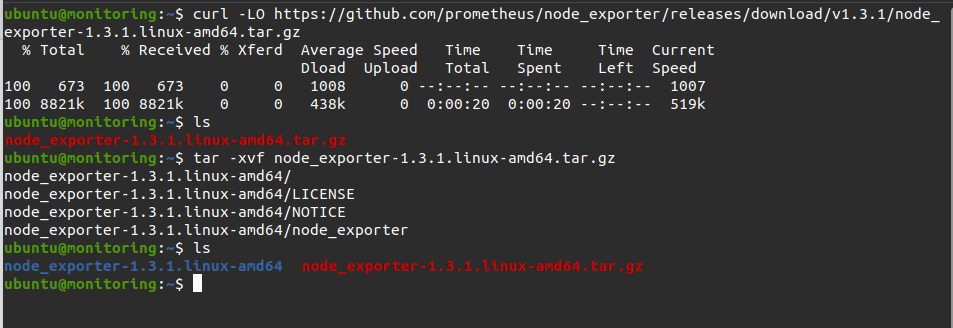 ubuntu@monitoring:~$ curl -LO https://github.com/prometheus/node_exporter/releases/download/v1.3.1/node_
exporter-1.3.1.linux-amd64.tar.gz
  % Total    % Received % Xferd  Average Speed   Time    Time     Time  Current
                                 Dload  Upload   Total   Spent    Left  Speed
100   673  100   673    0     0   1008      0 --:--:-- --:--:-- --:--:--  1007
100 8821k  100 8821k    0     0   438k      0  0:00:20  0:00:20 --:--:--  519k
ubuntu@monitoring:~$ ls
node_exporter-1.3.1.linux-amd64.tar.gz
ubuntu@monitoring:~$ tar -xvf node_exporter-1.3.1.linux-amd64.tar.gz
node_exporter-1.3.1.linux-amd64/
node_exporter-1.3.1.linux-amd64/LICENSE
node_exporter-1.3.1.linux-amd64/NOTICE
node_exporter-1.3.1.linux-amd64/node_exporter
ubuntu@monitoring:~$ ls
node_exporter-1.3.1.linux-amd64  node_exporter-1.3.1.linux-amd64.tar.gz
ubuntu@monitoring:~$